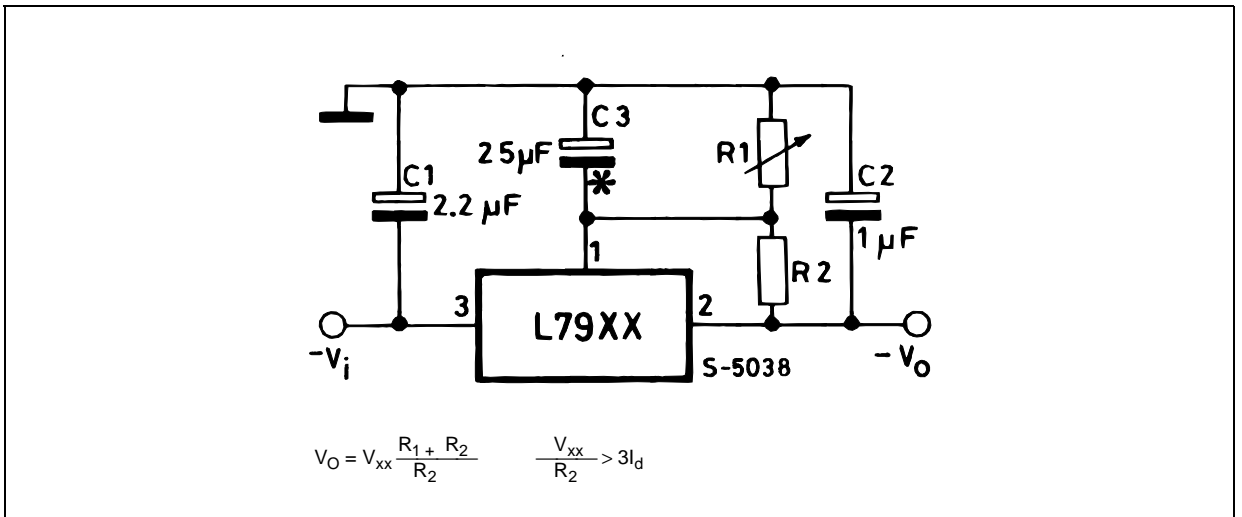 C3
25µF
*
R1
C1
2.2 µF
C2
1 µF
1
R2
3
L79XX
2
-Vi
S-5038
-Vo
VO = Vxx (R1 + R2) / R2
Vxx / R2 > 3Id